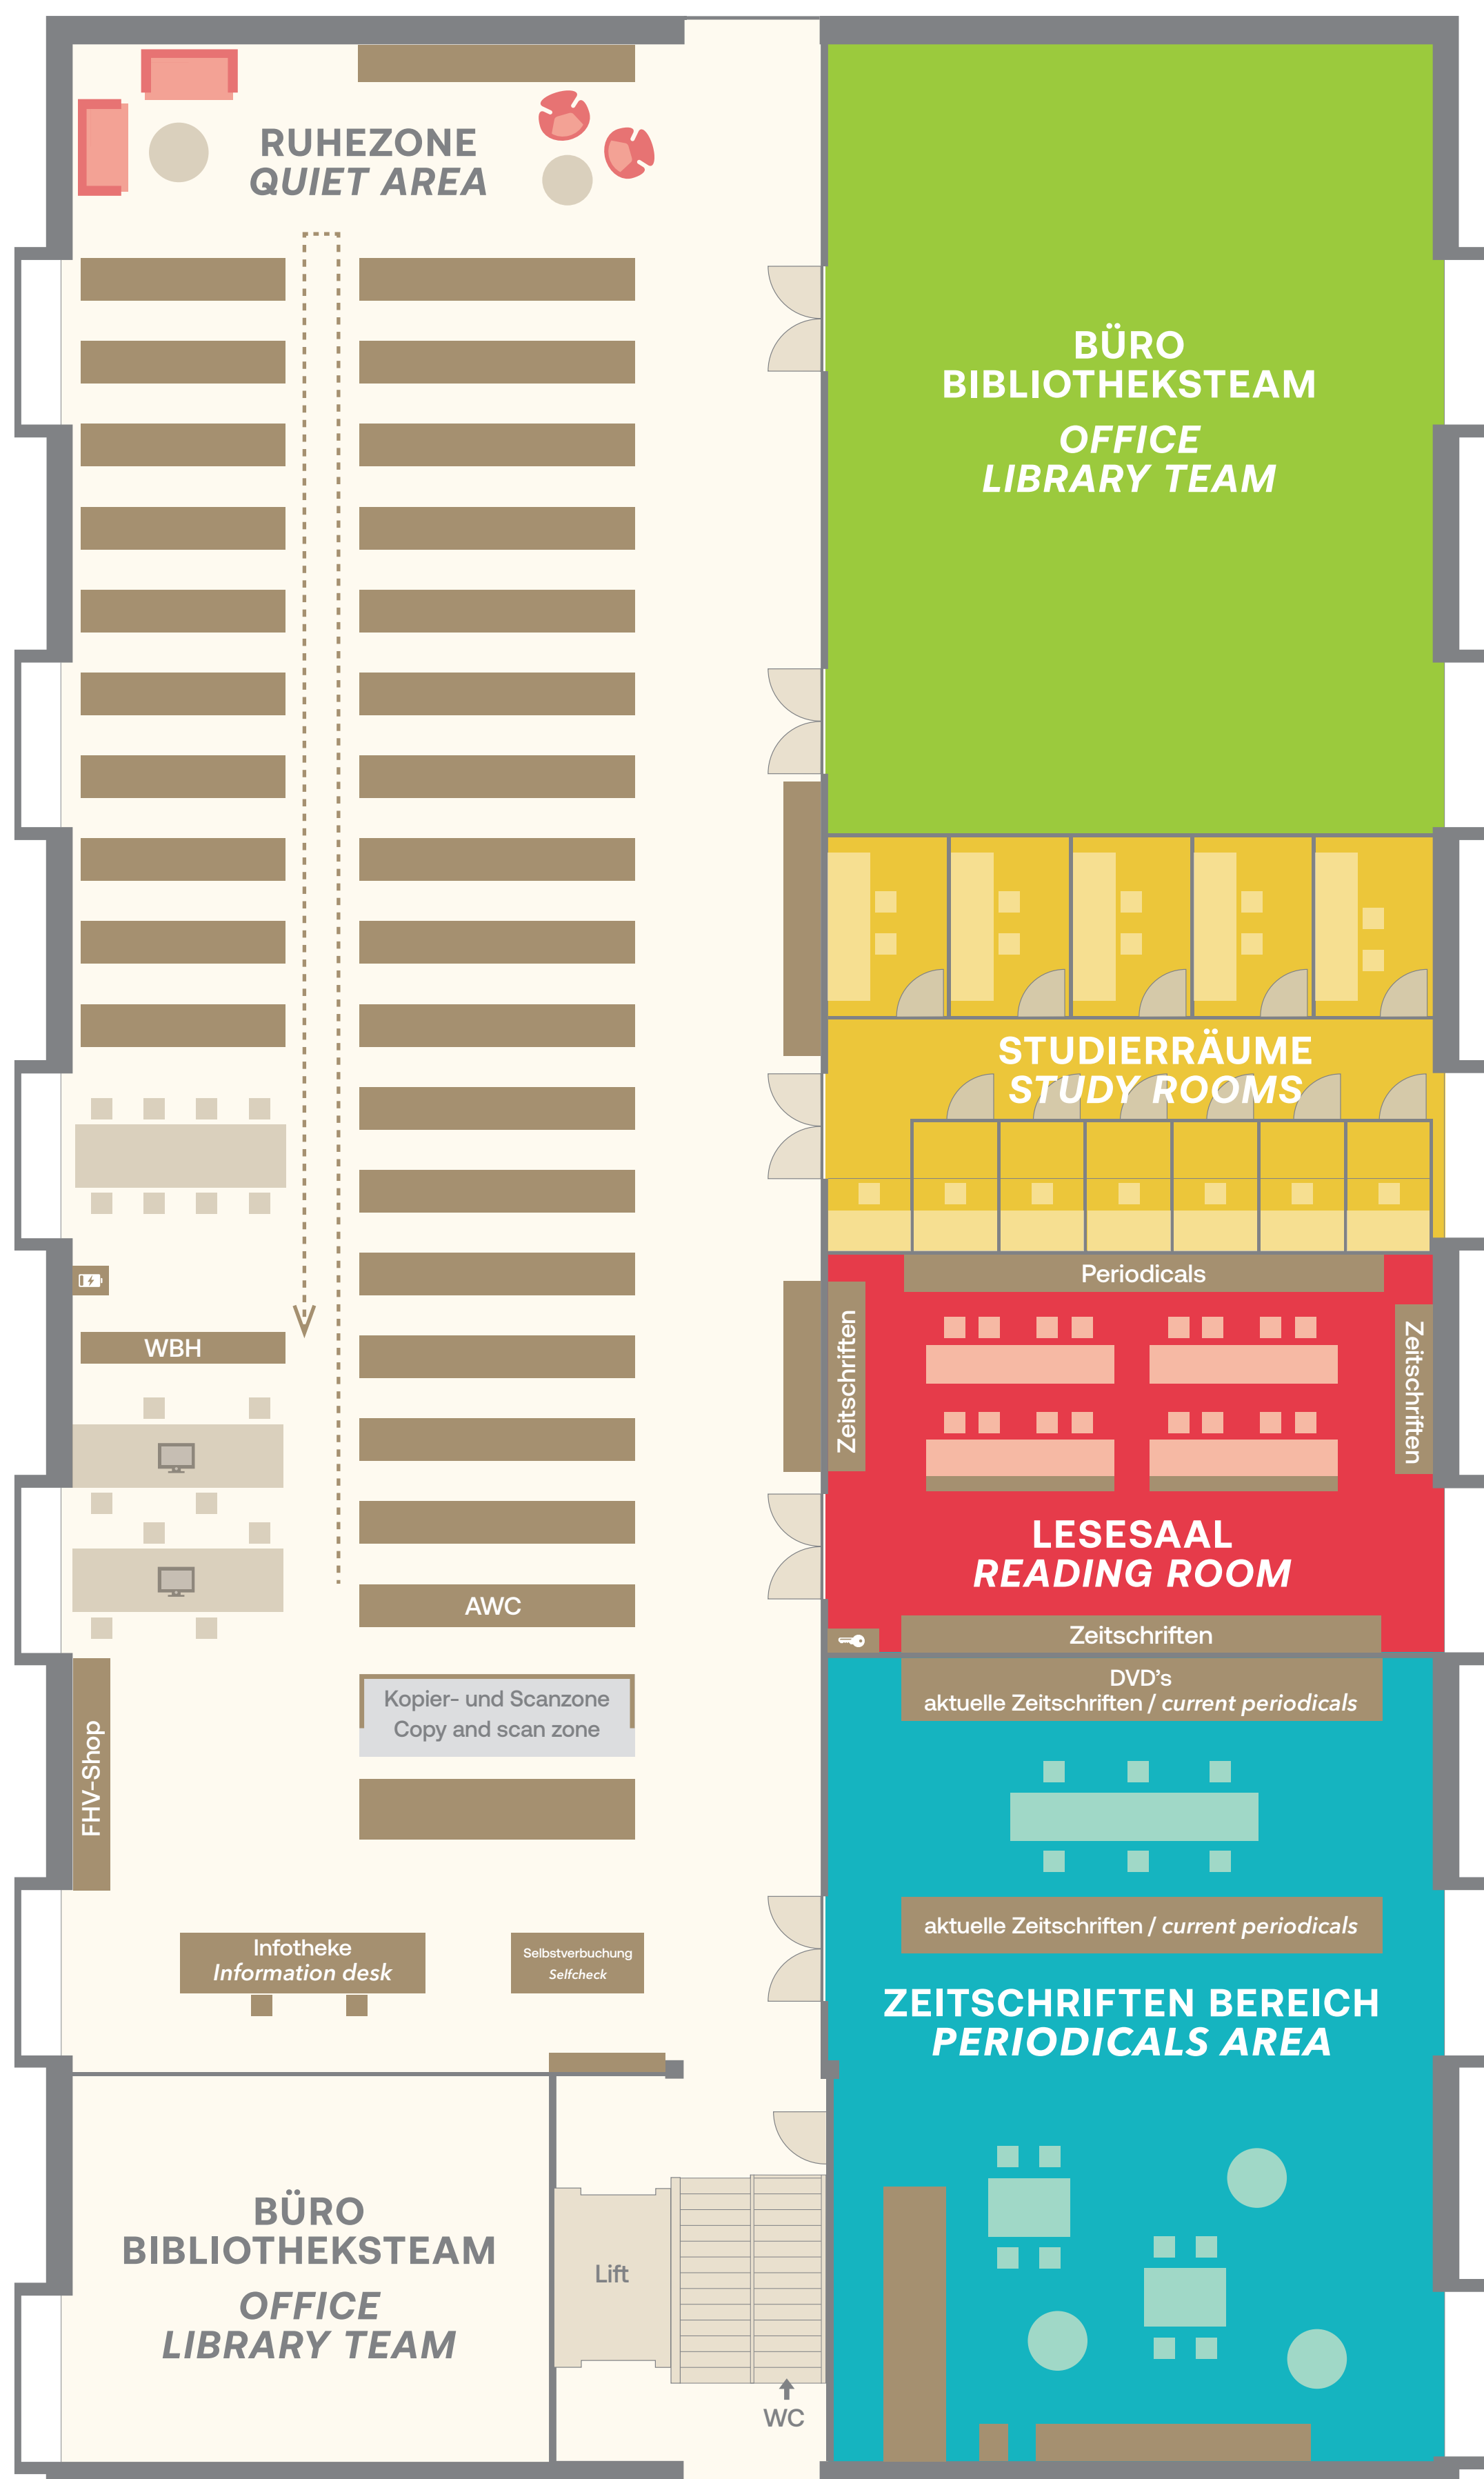 RUHEZONE
QUIET AREA
BÜRO
BIBLIOTHEKSTEAM
OFFICE
LIBRARY TEAM
STUDIERRÄUME
STUDY ROOMS
Periodicals
Zeitschriften
Zeitschriften
WBH
LESESAAL
READING ROOM
AWC
Zeitschriften
DVD’s
aktuelle Zeitschriften / current periodicals
Kopier- und Scanzone
Copy and scan zone
FHV-Shop
aktuelle Zeitschriften / current periodicals
Infotheke
Information desk
Selbstverbuchung
Selfcheck
ZEITSCHRIFTEN BEREICH
PERIODICALS AREA
BÜRO
BIBLIOTHEKSTEAM
OFFICE
LIBRARY TEAM
Lift
WC